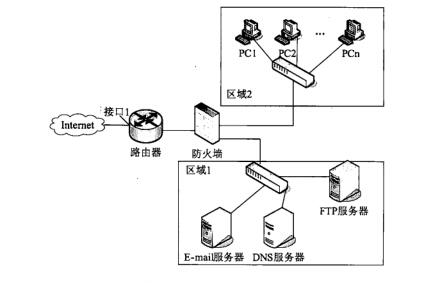 PC1 PC2 … PCn
区域2
接口1
Internet
路由器
防火墙
区域1
FTP服务器
E-mail服务器 DNS服务器